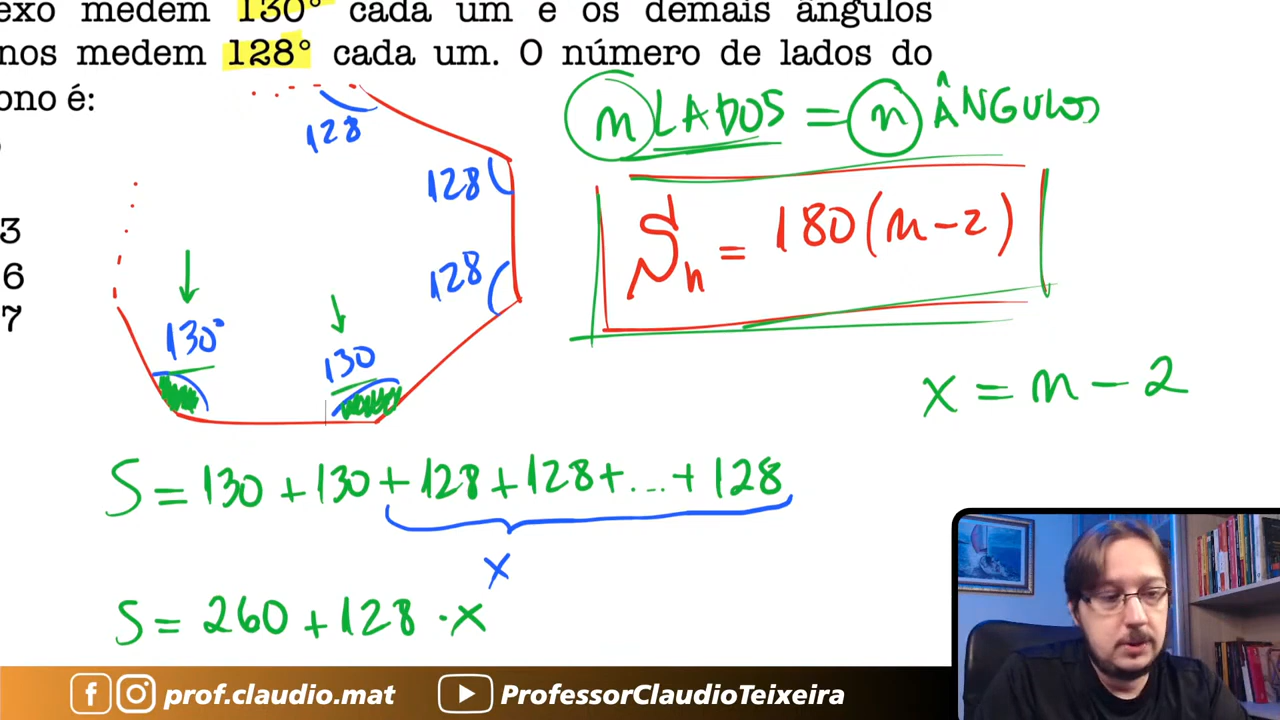 exo medem 130° cada um e os demais ângulos
nos medem 128° cada um. O número de lados do
ono é:
3
6
7
128
128
128
130°
130
n LADOS = n ÂNGULOS
Sn = 180(n-2)
x = n - 2
S = 130 + 130 + 128 + 128 + ... + 128
x
S = 260 + 128 · x
prof.claudio.mat
ProfessorClaudioTeixeira